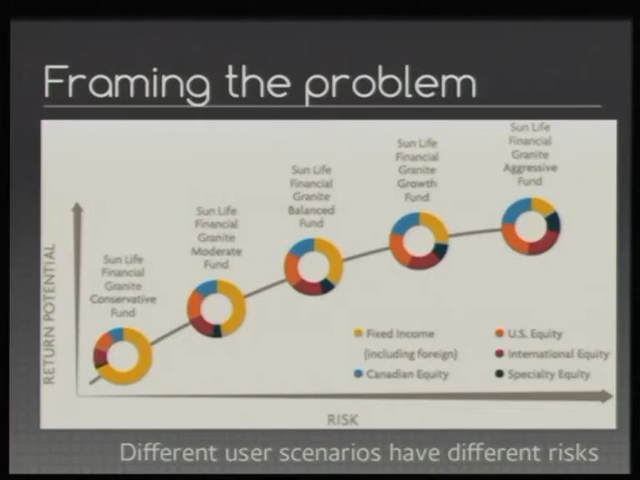 Framing the problem
Sun Life
Financial
Granite
Aggressive
Fund
Sun Life
Financial
Granite
Growth
Fund
Sun Life
Financial
Granite
Balanced
Fund
Sun Life
Financial
Granite
Moderate
Fund
Sun Life
Financial
Granite
Conservative
Fund
RETURN POTENTIAL
Fixed Income
(including foreign)
Canadian Equity
U.S. Equity
International Equity
Specialty Equity
RISK
Different user scenarios have different risks